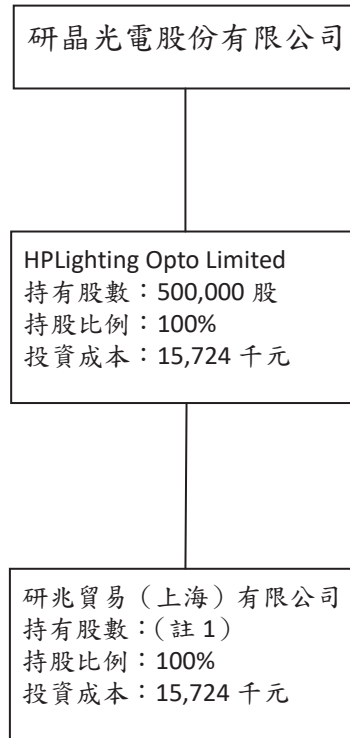 研晶光電股份有限公司
HPLighting Opto Limited
持有股數：500,000 股
持股比例：100%
投資成本：15,724 千元
研兆貿易（上海）有限公司
持有股數：（註 1）
持股比例：100%
投資成本：15,724 千元